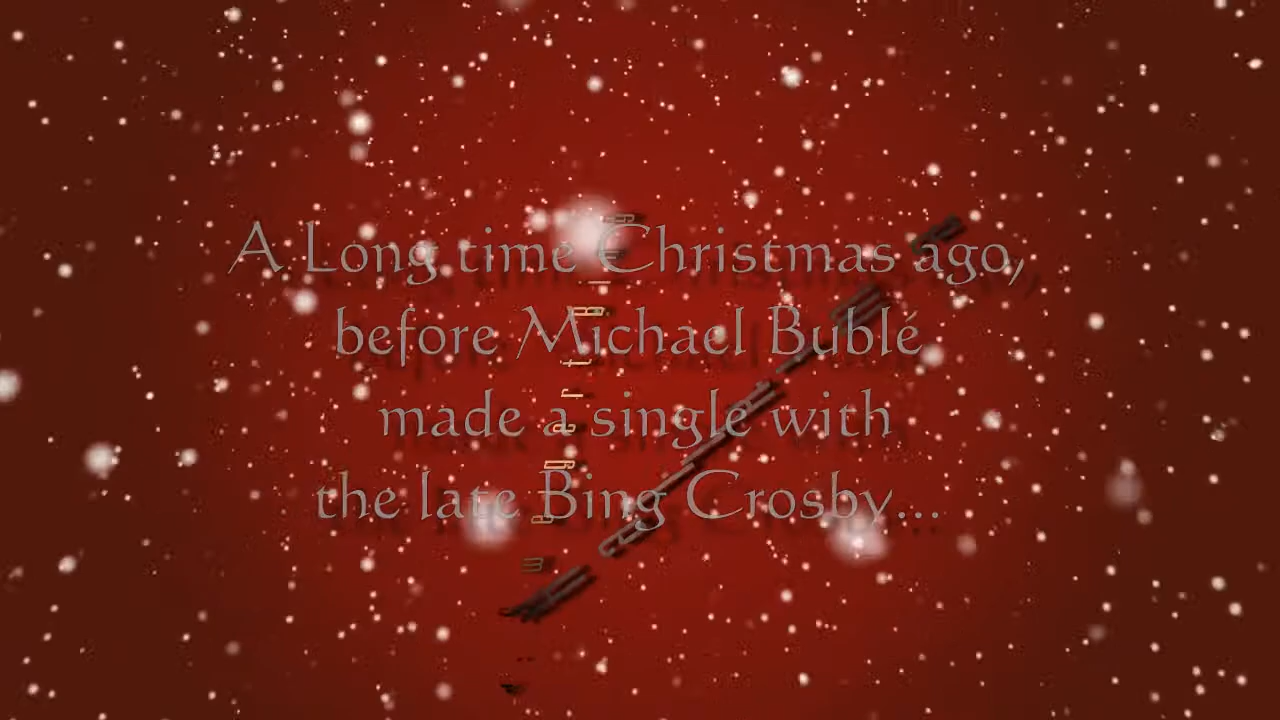 A Long time Christmas ago,
before Michael Bublé
made a single with
the late Bing Crosby...